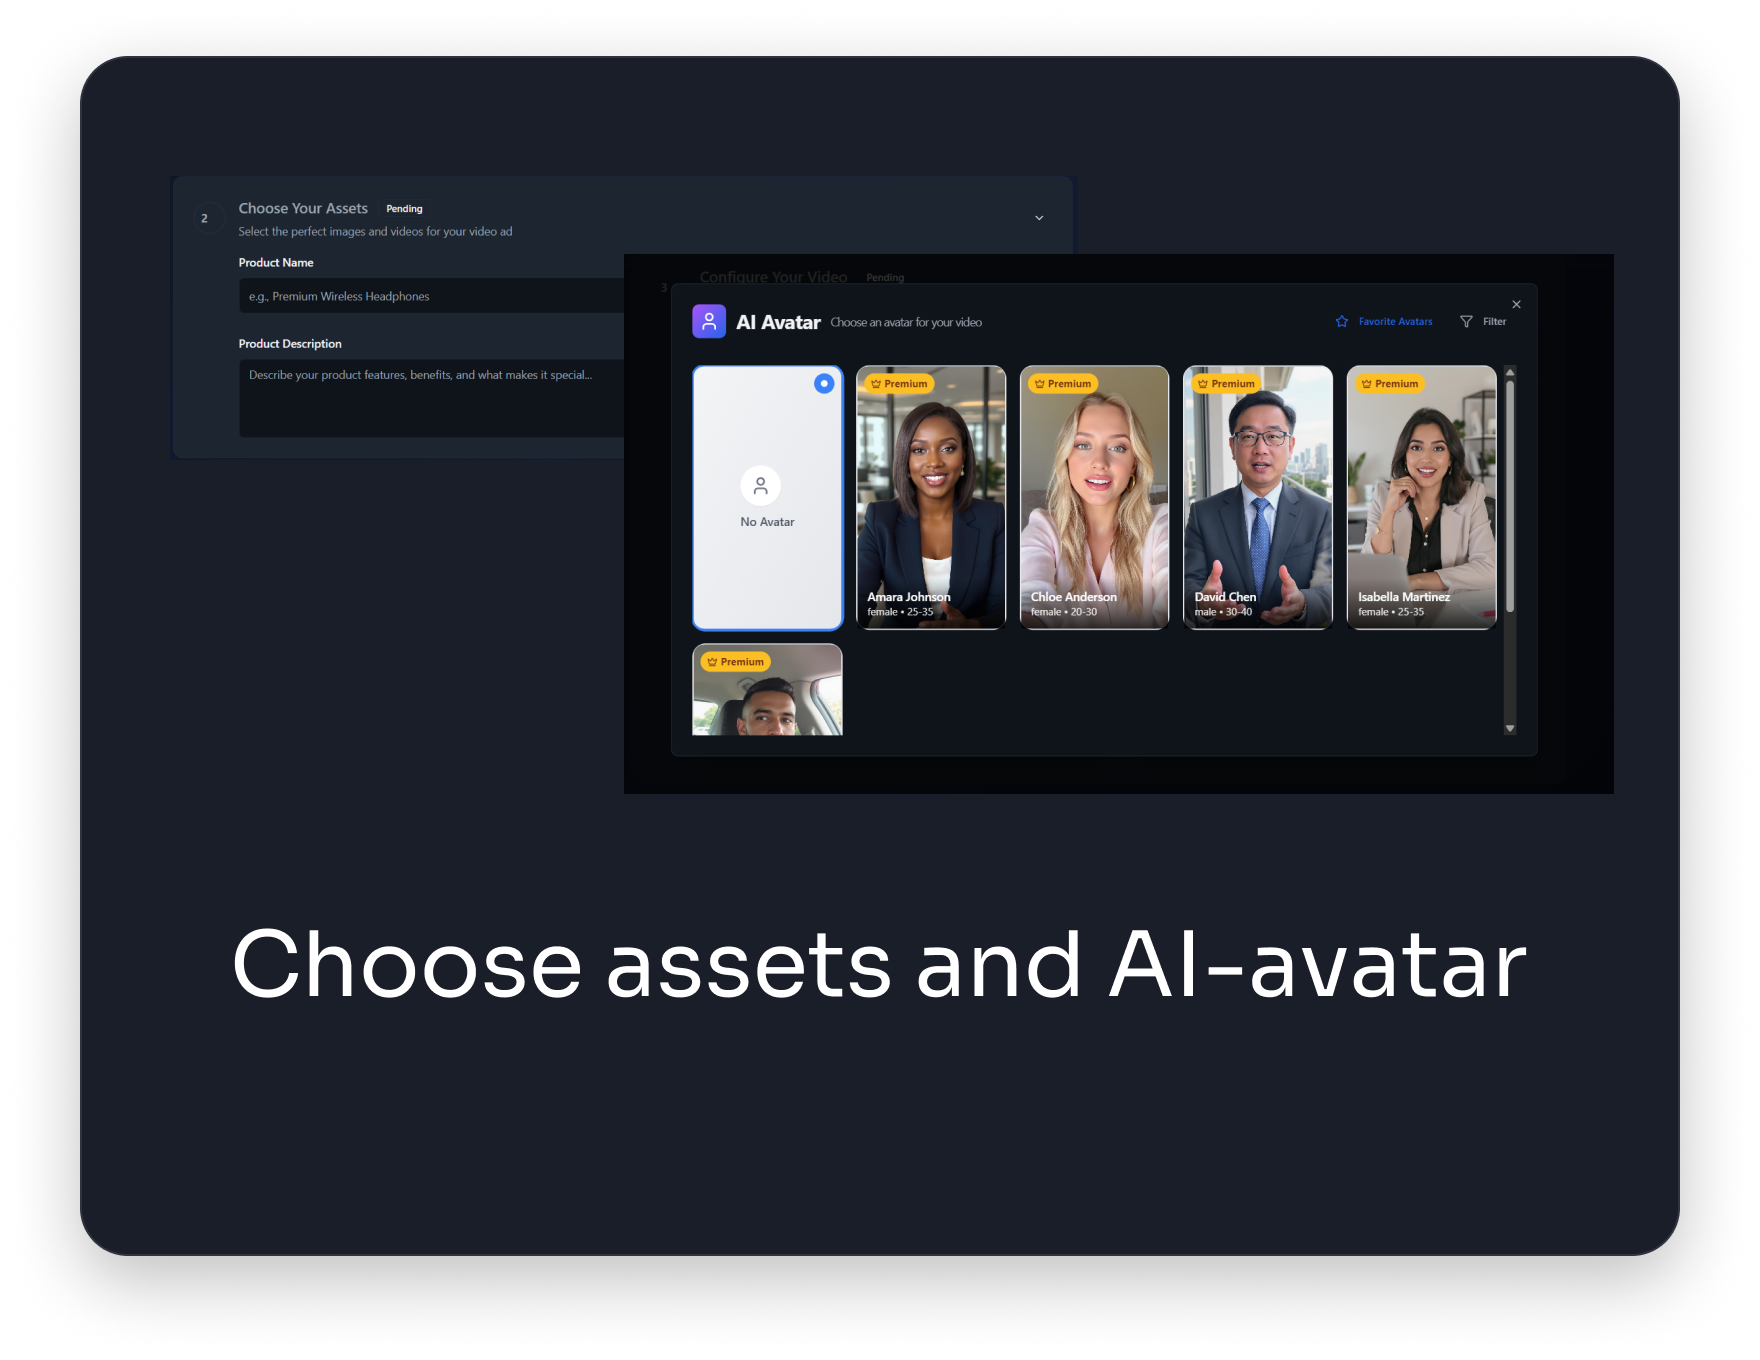 2
Choose Your Assets Pending
Select the perfect images and videos for your video ad
Product Name
e.g., Premium Wireless Headphones
Product Description
Describe your product features, benefits, and what makes it special...
3
Configure Your Video Pending
AI Avatar Choose an avatar for your video
Favorite Avatars
Filter
No Avatar
Premium
Amara Johnson
female • 25-35
Premium
Chloe Anderson
female • 20-30
Premium
David Chen
male • 30-40
Premium
Isabella Martinez
female • 25-35
Premium
Choose assets and AI-avatar